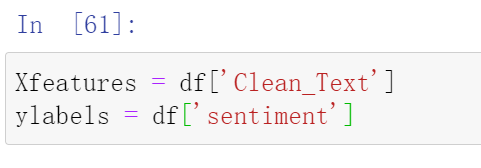 In [61]:
Xfeatures = df['Clean_Text']
ylabels = df['sentiment']